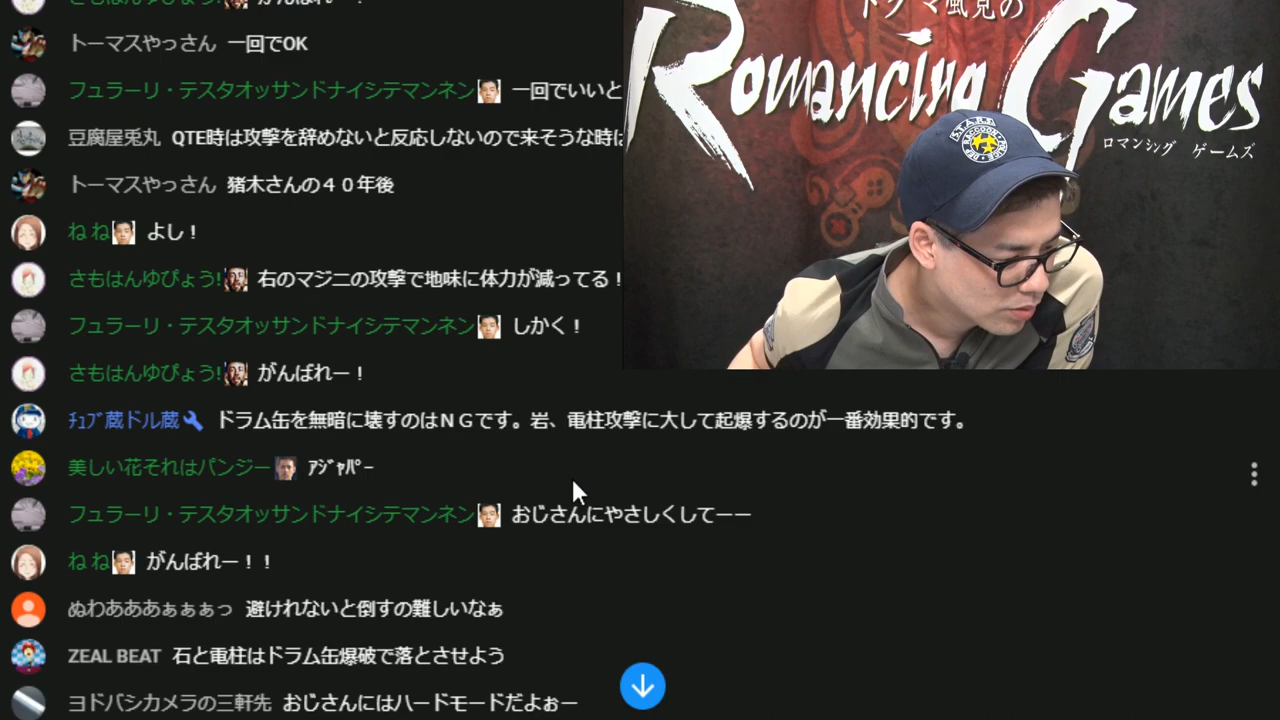 がんばれー！
トーマスやっさん 一回でOK
フュラーリ・テスタオッサンドナイシテマンネン 一回でいいと
豆腐屋兎丸 QTE時は攻撃を辞めないと反応しないので来そうな時は
トーマスやっさん 猪木さんの４０年後
ね ね よし！
さもはんゆぴょう! 右のマジニの攻撃で地味に体力が減ってる！
フュラーリ・テスタオッサンドナイシテマンネン しかく！
さもはんゆぴょう! がんばれー！
ﾁｭﾌﾞ蔵ドル蔵 ドラム缶を無暗に壊すのはＮＧです。岩、電柱攻撃に大して起爆するのが一番効果的です。
美しい花それはパンジー ｱｼﾞｬﾊﾟｰ
フュラーリ・テスタオッサンドナイシテマンネン おじさんにやさしくしてーー
ね ね がんばれー！！
ぬわああぁぁぁっ 避けれないと倒すの難しいなぁ
ZEAL BEAT 石と電柱はドラム缶爆破で落とさせよう
ヨドバシカメラの三軒先 おじさんにはハードモードだよぉー
ドグマ風見の
Romancing Games
ロマンシング ゲームズ
S.T.A.R.S.
RACCOON POLICE DEPT